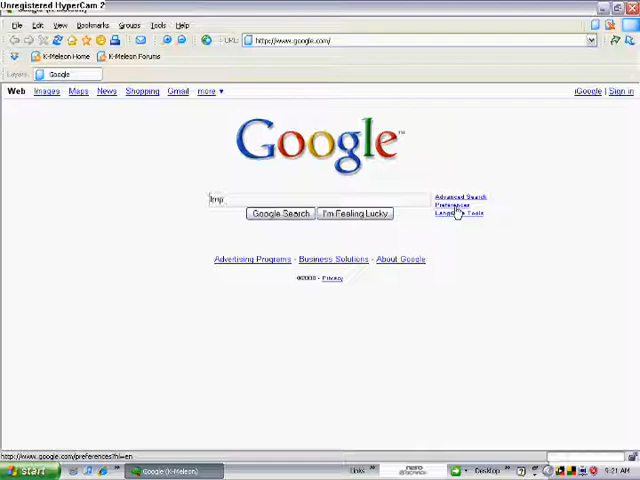 Unregistered HyperCam 2
File Edit View Bookmarks Groups Tools Help
URL: http://www.google.com/
K-Meleon Home K-Meleon Forums
Layers: Google
Web Images Maps News Shopping Gmail more ▼ iGoogle | Sign in
Google™
Advanced Search
Preferences
Google Search I'm Feeling Lucky
Language Tools
Advertising Programs - Business Solutions - About Google
©2008 - Privacy
http://www.google.com/preferences?hl=en
start Google (K-Meleon) Links nero Desktop 9:21 AM